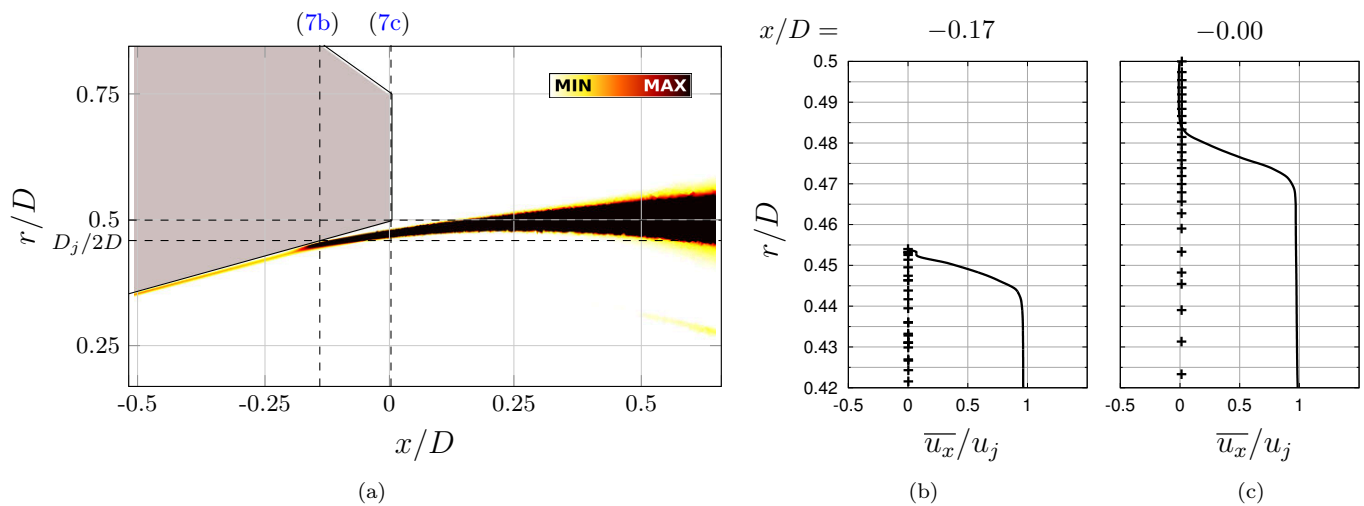 (7b) (7c)
MIN MAX
0.75
0.5
D_j/2D
0.25
r/D
-0.5 -0.25 0 0.25 0.5
x/D
(a)
x/D = −0.17 −0.00
0.5
0.49
0.48
0.47
0.46
0.45
0.44
0.43
0.42
r/D
-0.5 0 0.5 1 -0.5 0 0.5 1
\overline{u_x}/u_j \overline{u_x}/u_j
(b) (c)